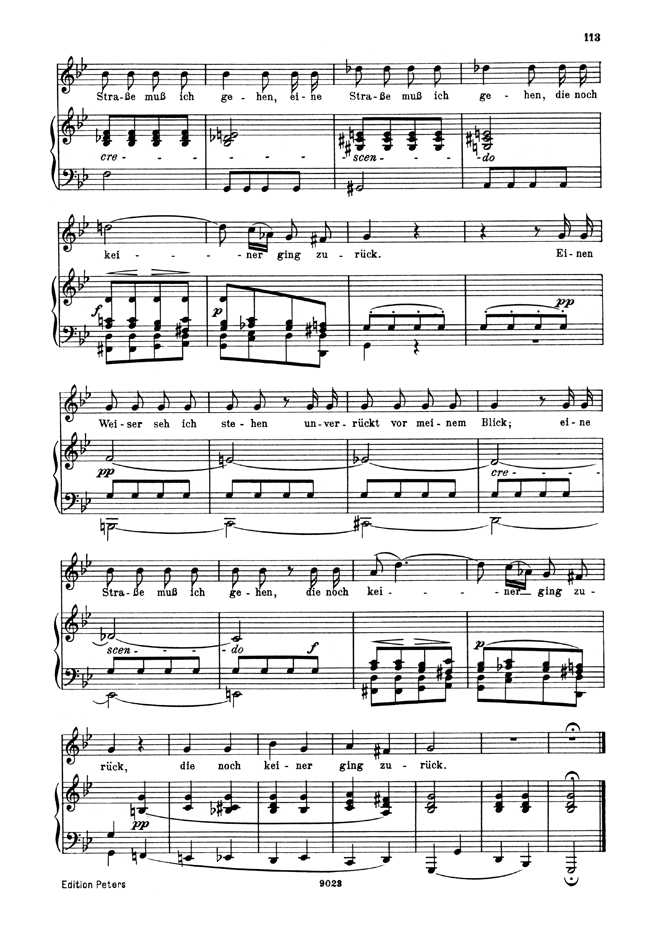 113
Stra-ße muß ich ge-hen, ei-ne Stra-ße muß ich ge-hen, die noch
cre - - - - - - - - - - - - scen - - - - - - - do
kei - - - - - ner ging zu - rück. Ei-nen
f p pp
Wei-ser seh ich ste-hen un-ver-rückt vor mei-nem Blick; ei-ne
pp cre - - -
Stra-ße muß ich ge-hen, die noch kei - - - - ner ging zu-
scen - - - - - - - do f p
rück, die noch kei - ner ging zu - rück.
pp
Edition Peters 9023